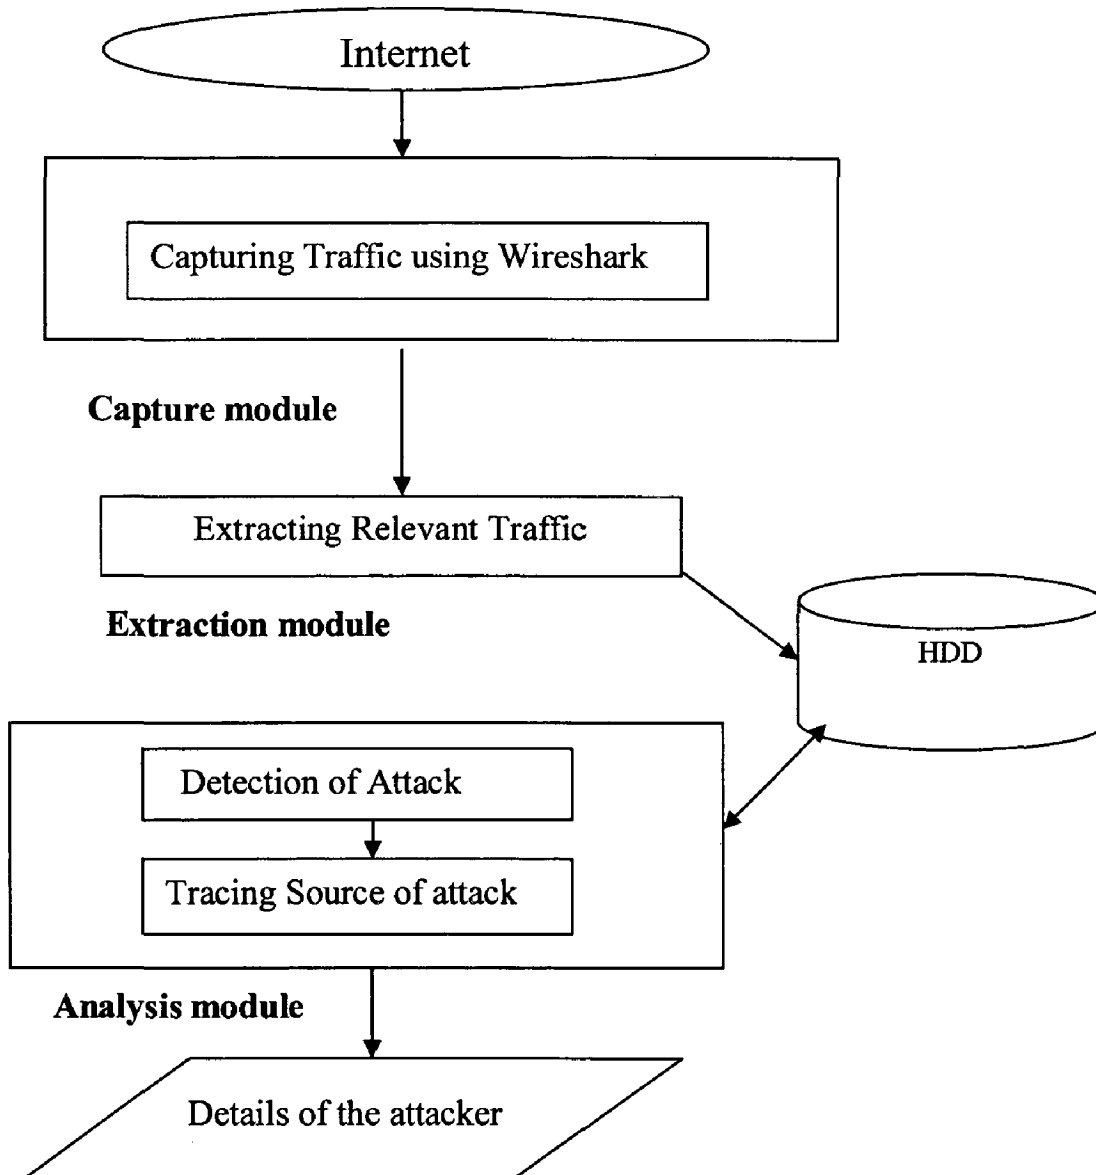 Internet
Capturing Traffic using Wireshark
Capture module
Extracting Relevant Traffic
Extraction module
HDD
Detection of Attack
Tracing Source of attack
Analysis module
Details of the attacker